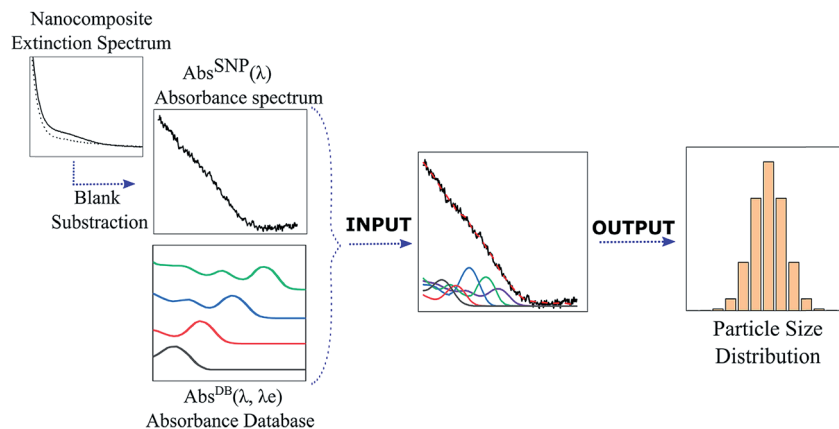 Nanocomposite
Extinction Spectrum
Abs^SNP(λ)
Absorbance spectrum
Blank
Substraction
INPUT
OUTPUT
Particle Size
Distribution
Abs^DB(λ, λe)
Absorbance Database